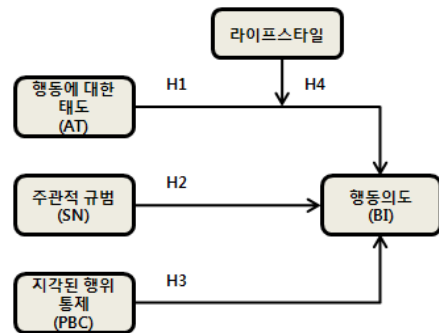 라이프스타일
H1
H4
행동에 대한
태도
(AT)
H2
주관적 규범
(SN)
행동의도
(BI)
H3
지각된 행위
통제
(PBC)